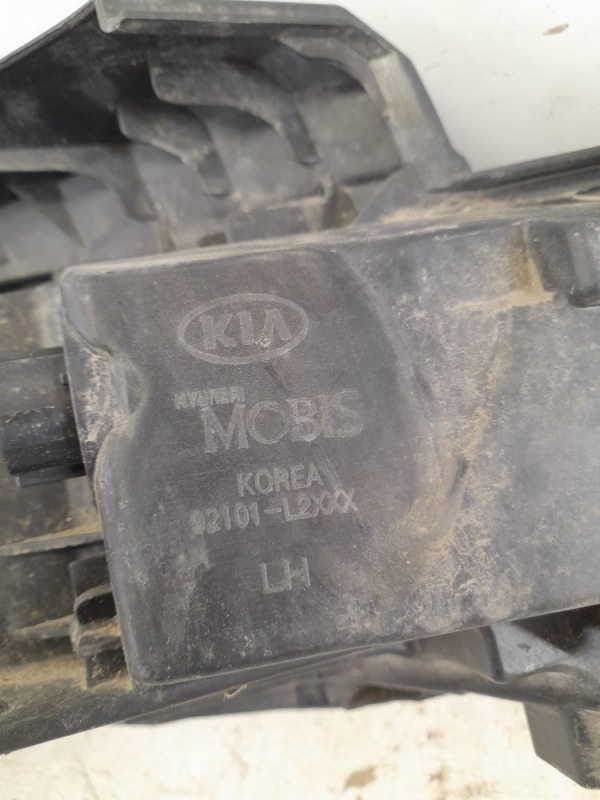 KIA
HYUNDAI
MOBIS
KOREA
92101-L2XXX
LH